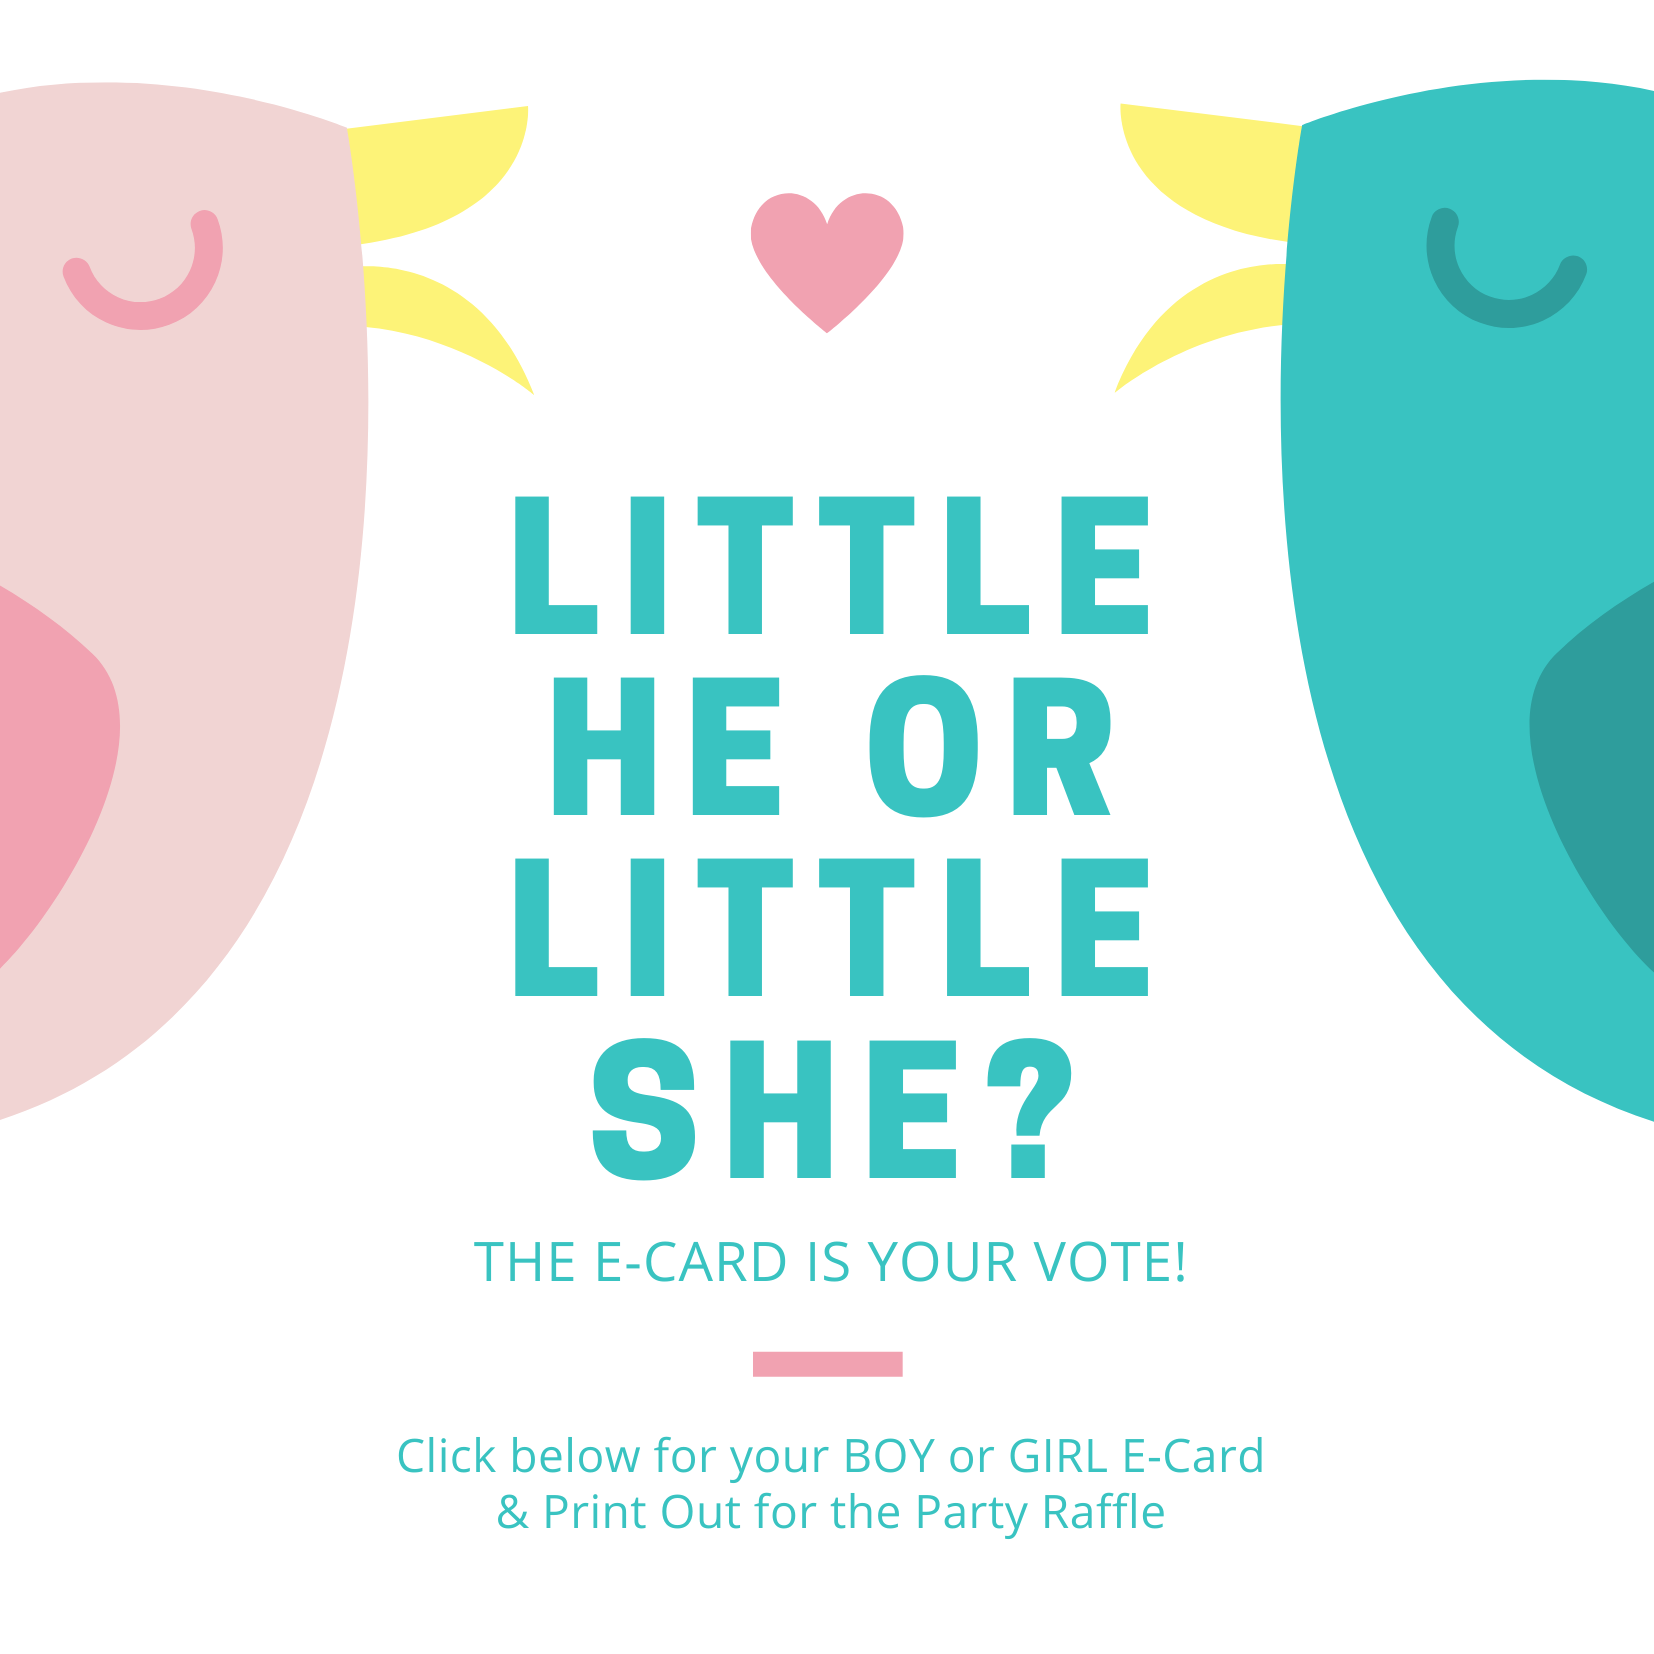 LITTLE
HE OR
LITTLE
SHE?
THE E-CARD IS YOUR VOTE!
Click below for your BOY or GIRL E-Card
& Print Out for the Party Raffle